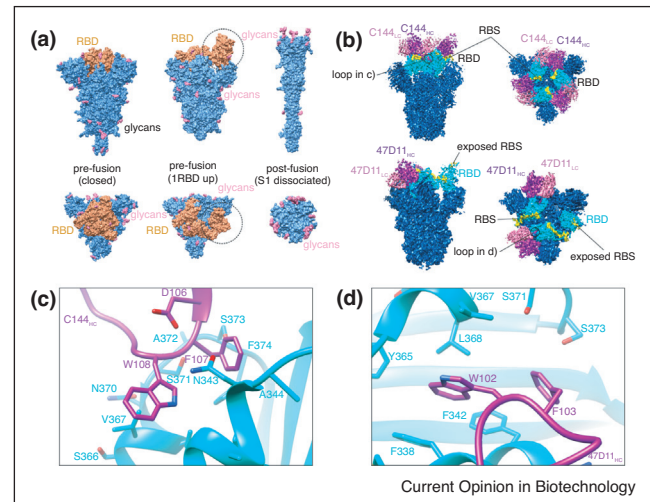 (a)
RBD
RBD
glycans
glycans
glycans
pre-fusion
(closed)
pre-fusion
(1RBD up)
post-fusion
(S1 dissociated)
RBD
glycans
RBD
glycans
glycans
(b)
C144LC
C144HC
RBS
C144LC
C144HC
loop in c)
RBD
RBD
47D11HC
47D11LC
exposed RBS
RBD
47D11HC
47D11LC
RBS
RBD
loop in d)
exposed RBS
(c)
D106
C144HC
S373
A372
F374
W108
F107
S371
N343
N370
A344
V367
S366
(d)
V367
S371
S373
L368
Y365
W102
F342
F103
F338
47D11HC
Current Opinion in Biotechnology